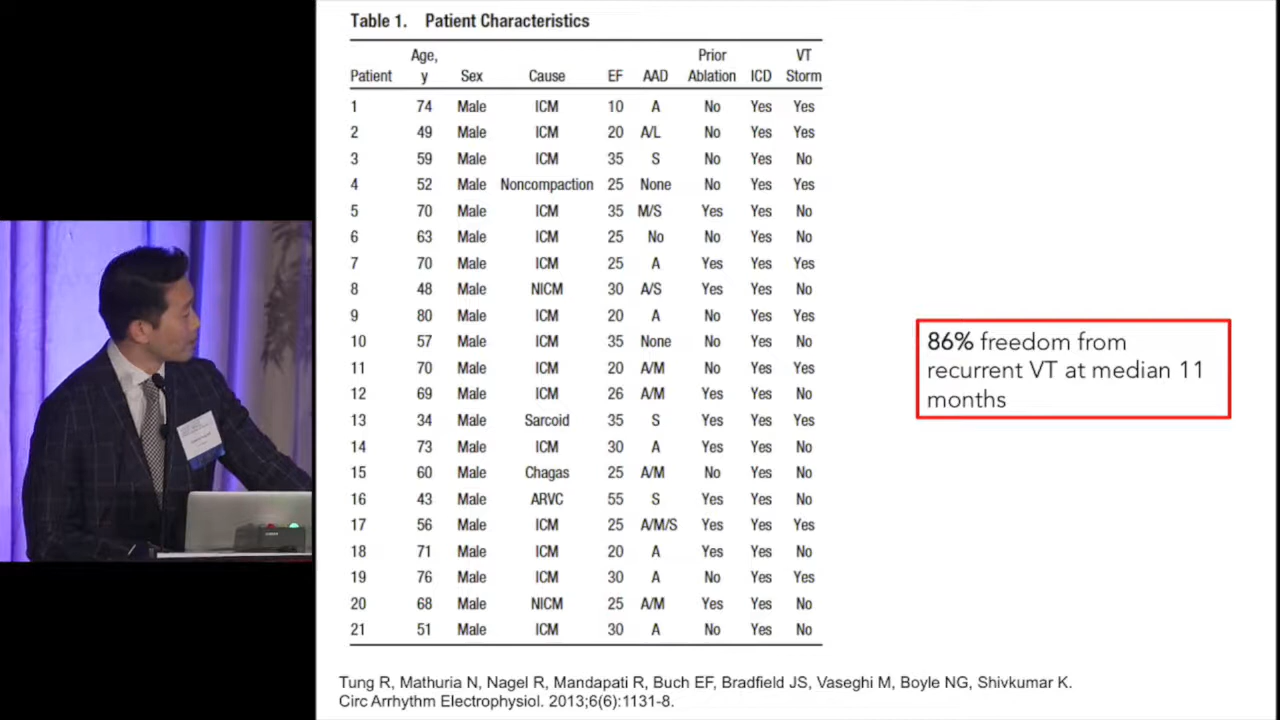 Table 1. Patient Characteristics
Patient Age, y Sex Cause EF AAD Prior Ablation ICD VT Storm
1 74 Male ICM 10 A No Yes Yes
2 49 Male ICM 20 A/L No Yes Yes
3 59 Male ICM 35 S No Yes No
4 52 Male Noncompaction 25 None No Yes Yes
5 70 Male ICM 35 M/S Yes Yes No
6 63 Male ICM 25 No No Yes No
7 70 Male ICM 25 A Yes Yes Yes
8 48 Male NICM 30 A/S Yes Yes No
9 80 Male ICM 20 A No Yes Yes
10 57 Male ICM 35 None No Yes No
11 70 Male ICM 20 A/M No Yes Yes
12 69 Male ICM 26 A/M Yes Yes No
13 34 Male Sarcoid 35 S Yes Yes Yes
14 73 Male ICM 30 A Yes Yes No
15 60 Male Chagas 25 A/M No Yes No
16 43 Male ARVC 55 S Yes Yes No
17 56 Male ICM 25 A/M/S Yes Yes Yes
18 71 Male ICM 20 A Yes Yes No
19 76 Male ICM 30 A No Yes Yes
20 68 Male NICM 25 A/M Yes Yes No
21 51 Male ICM 30 A No Yes No
86% freedom from
recurrent VT at median 11
months
Tung R, Mathuria N, Nagel R, Mandapati R, Buch EF, Bradfield JS, Vaseghi M, Boyle NG, Shivkumar K.
Circ Arrhythm Electrophysiol. 2013;6(6):1131-8.